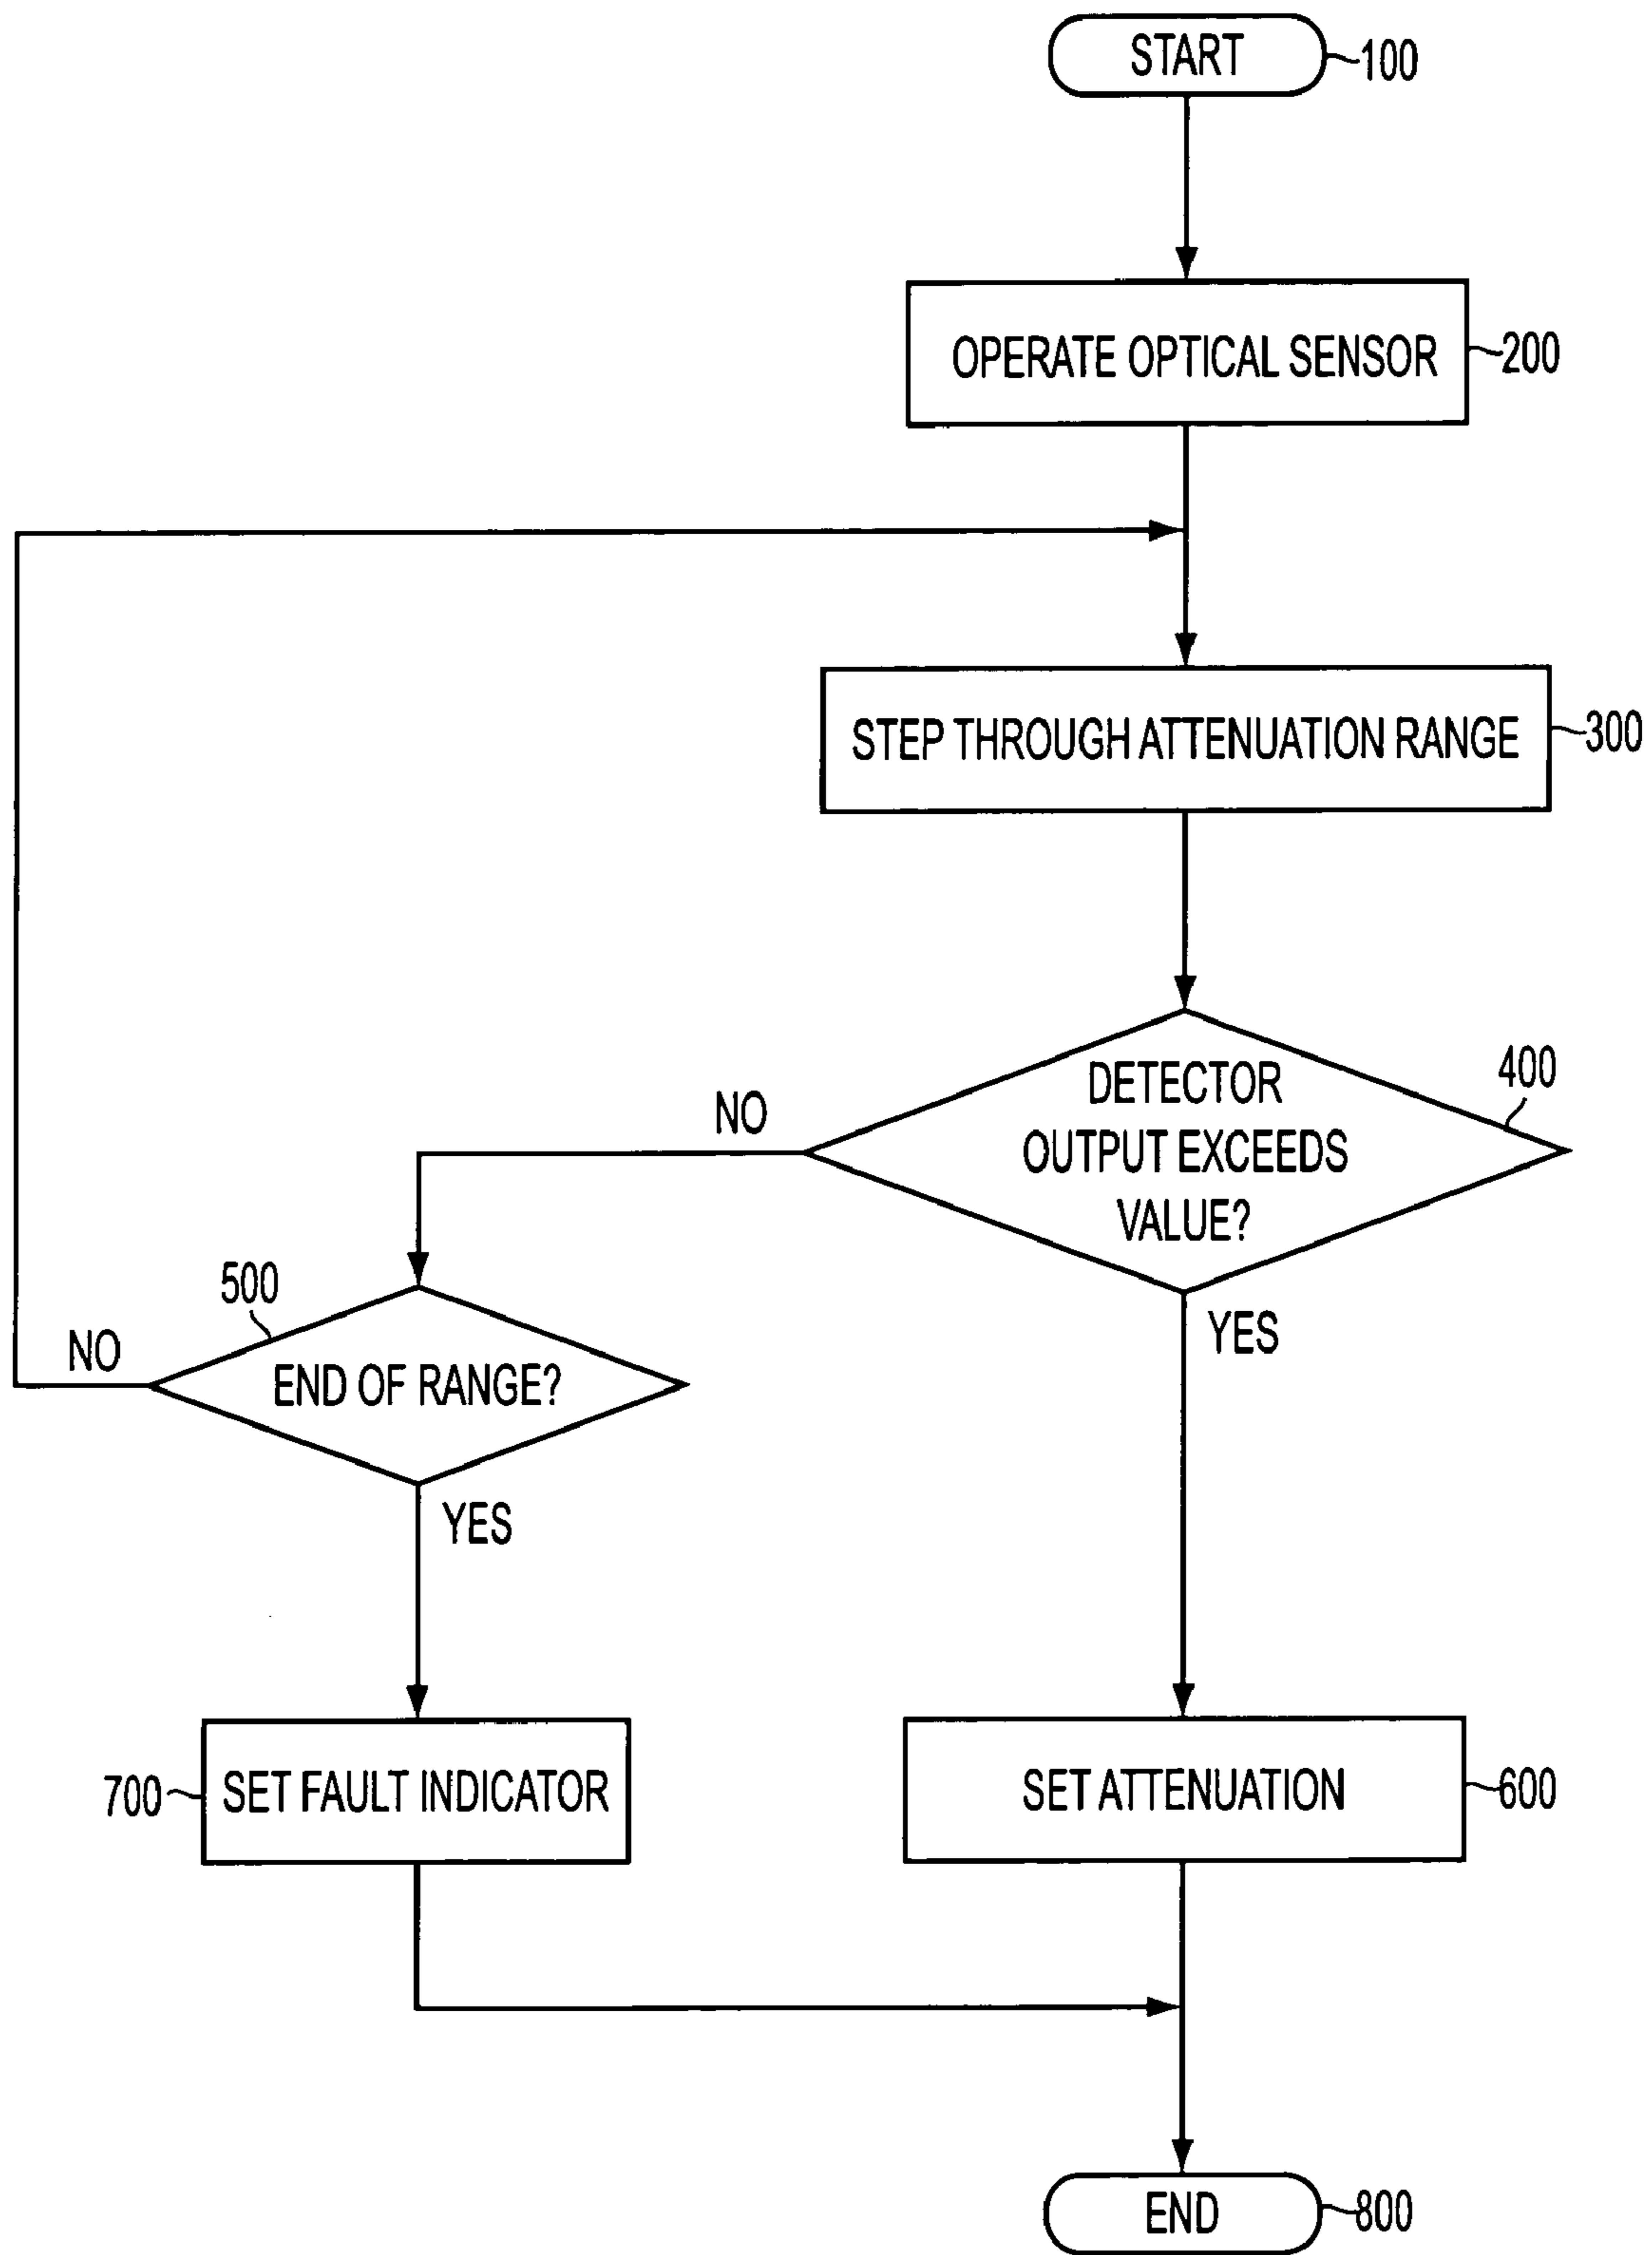 START
100
OPERATE OPTICAL SENSOR
200
STEP THROUGH ATTENUATION RANGE
300
DETECTOR
OUTPUT EXCEEDS
VALUE?
400
NO
YES
500
END OF RANGE?
NO
YES
700
SET FAULT INDICATOR
SET ATTENUATION
600
END
800